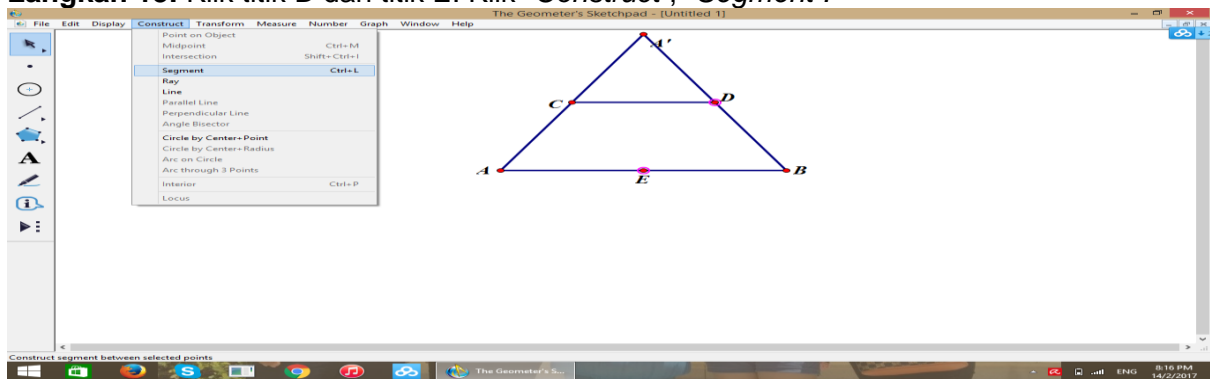 Langkah 13: Klik titik D dan titik E. Klik "Construct", "Segment".
The Geometer's Sketchpad - [Untitled 1]
File Edit Display Construct Transform Measure Number Graph Window Help
Point on Object
Midpoint Ctrl+M
Intersection Shift+Ctrl+I
Segment Ctrl+L
Ray
Line
Parallel Line
Perpendicular Line
Angle Bisector
Circle by Center+Point
Circle by Center+Radius
Arc on Circle
Arc through 3 Points
Interior Ctrl+P
Locus
A'
C
D
A
E
B
A
Construct segment between selected points
The Geometer's S...
ENG
8:16 PM
14/2/2017